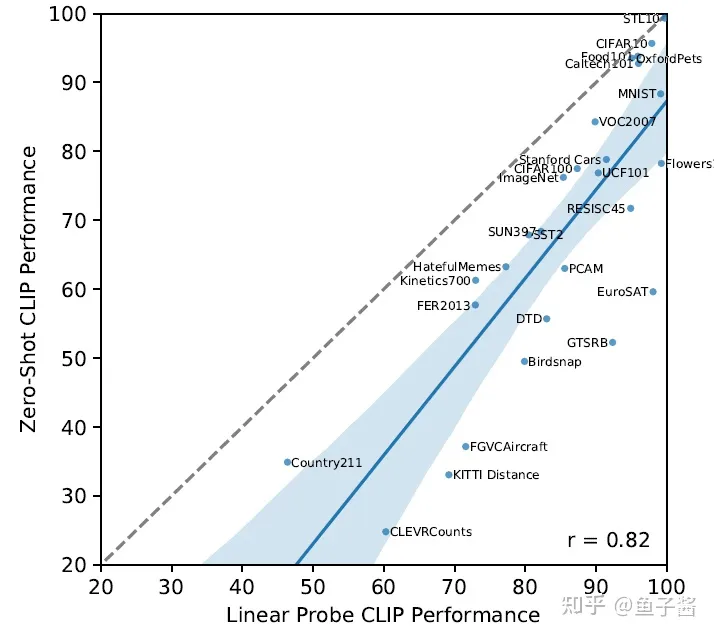 100
90
80
70
60
50
40
30
20
Zero-Shot CLIP Performance
STL10
CIFAR10
Food101
OxfordPets
Caltech101
MNIST
VOC2007
Stanford Cars
CIFAR100
Flowers
ImageNet
UCF101
RESISC45
SUN397
SST2
HatefulMemes
PCAM
Kinetics700
EuroSAT
FER2013
DTD
GTSRB
Birdsnap
FGVCAircraft
Country211
KITTI Distance
CLEVRCounts
r = 0.82
20 30 40 50 60 70 80 90 100
Linear Probe CLIP Performance
知乎 @鱼子酱